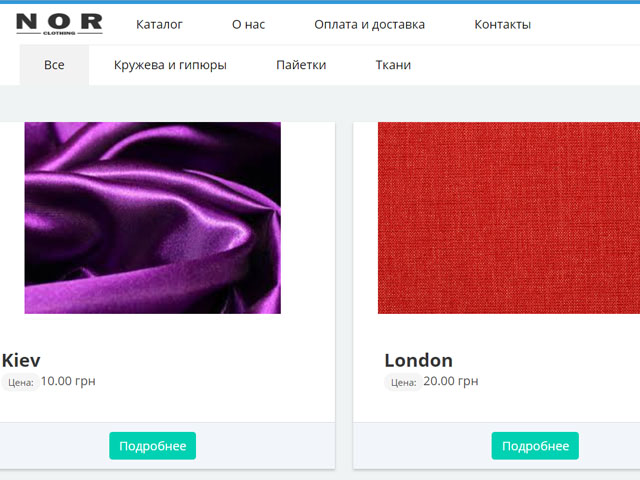 NOR
CLOTHING
Каталог О нас Оплата и доставка Контакты
Все Кружева и гипюры Пайетки Ткани
Kiev
Цена: 10.00 грн
Подробнее
London
Цена: 20.00 грн
Подробнее